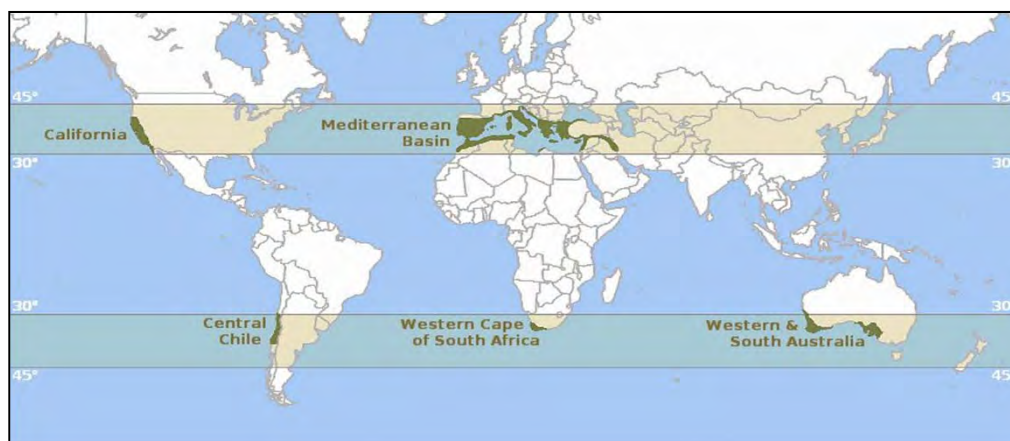 45°
45°
California
Mediterranean
Basin
30°
30°
30°
30°
Central
Chile
Western Cape
of South Africa
Western &
South Australia
45°
45°